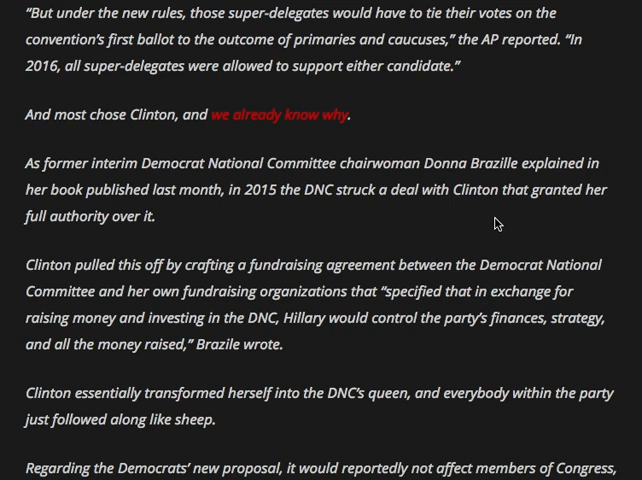 “But under the new rules, those super-delegates would have to tie their votes on the
convention’s first ballot to the outcome of primaries and caucuses,” the AP reported. “In
2016, all super-delegates were allowed to support either candidate.”
And most chose Clinton, and we already know why.
As former interim Democrat National Committee chairwoman Donna Brazille explained in
her book published last month, in 2015 the DNC struck a deal with Clinton that granted her
full authority over it.
Clinton pulled this off by crafting a fundraising agreement between the Democrat National
Committee and her own fundraising organizations that “specified that in exchange for
raising money and investing in the DNC, Hillary would control the party’s finances, strategy,
and all the money raised,” Brazile wrote.
Clinton essentially transformed herself into the DNC’s queen, and everybody within the party
just followed along like sheep.
Regarding the Democrats’ new proposal, it would reportedly not affect members of Congress,